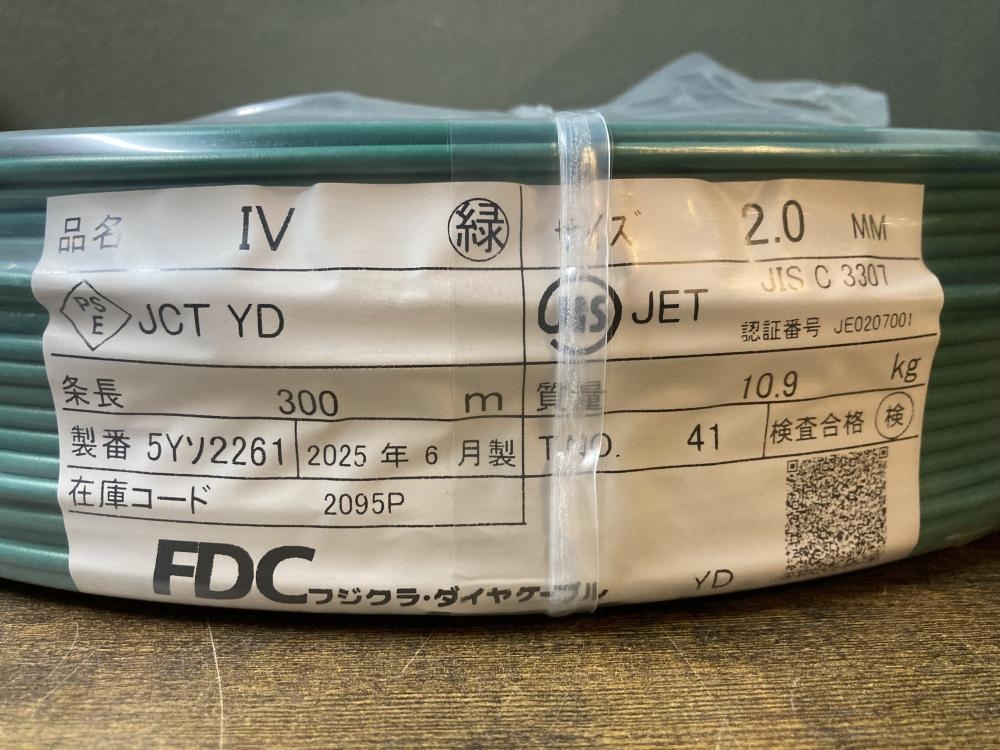 品名 IV 緑 サイズ 2.0 MM
PSE JCT YD JIS JET JIS C 3307
認証番号 JE0207001
条長 300 m 質量 10.9 kg
製番 5Yソ2261 2025 年 6 月製 T.NO. 41 検査合格 検
在庫コード 2095P
FDC フジクラ・ダイヤケーブル YD